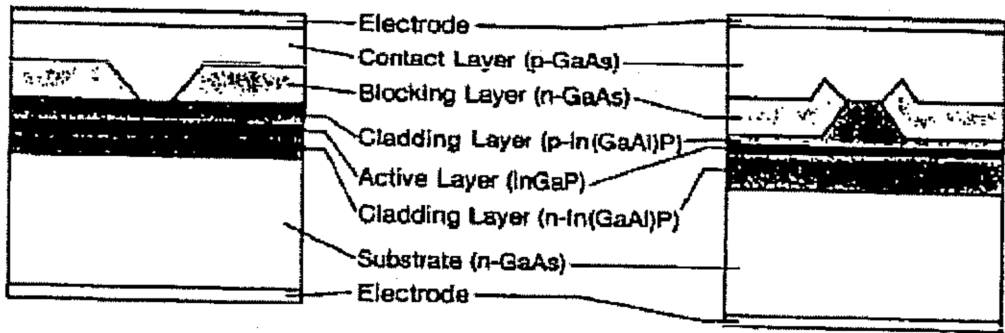 Electrode
Contact Layer (p-GaAs)
Blocking Layer (n-GaAs)
Cladding Layer (p-In(GaAl)P)
Active Layer (InGaP)
Cladding Layer (n-In(GaAl)P)
Substrate (n-GaAs)
Electrode